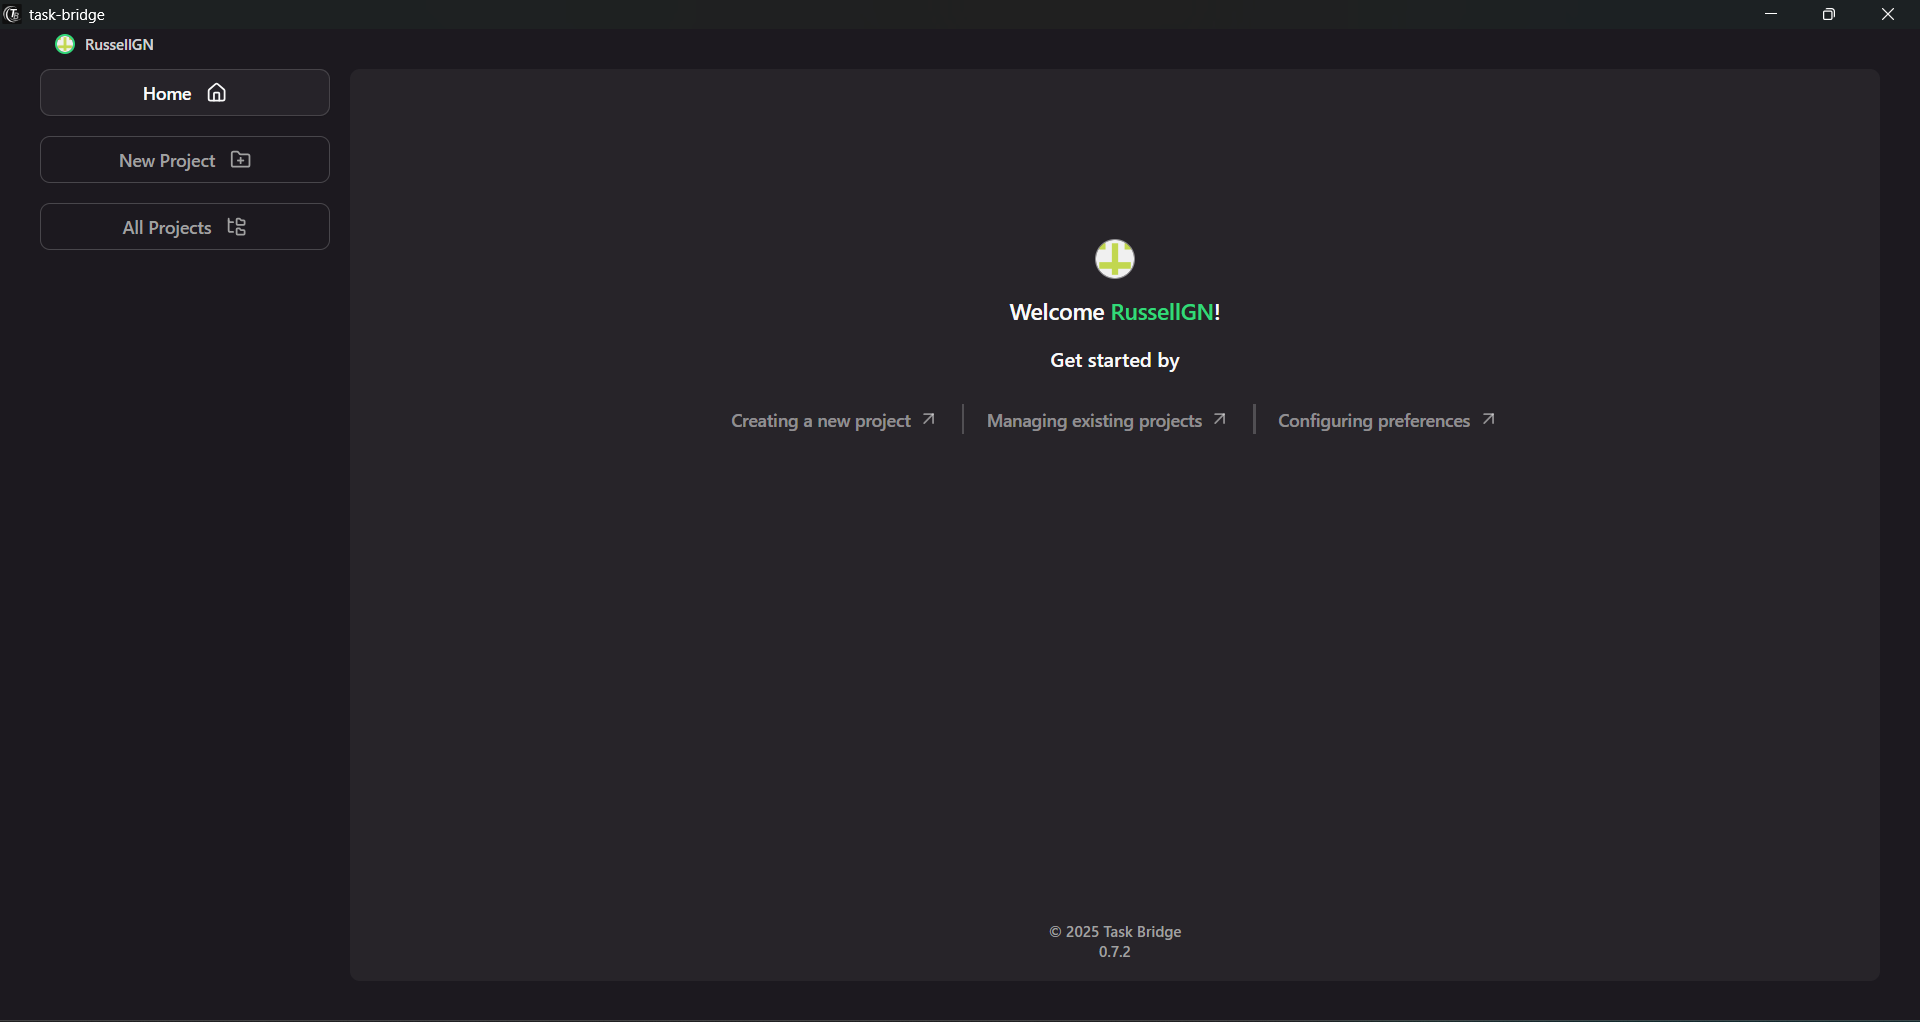 task-bridge
RussellGN
Home
New Project
All Projects
Welcome RussellGN!
Get started by
Creating a new project
Managing existing projects
Configuring preferences
© 2025 Task Bridge
0.7.2